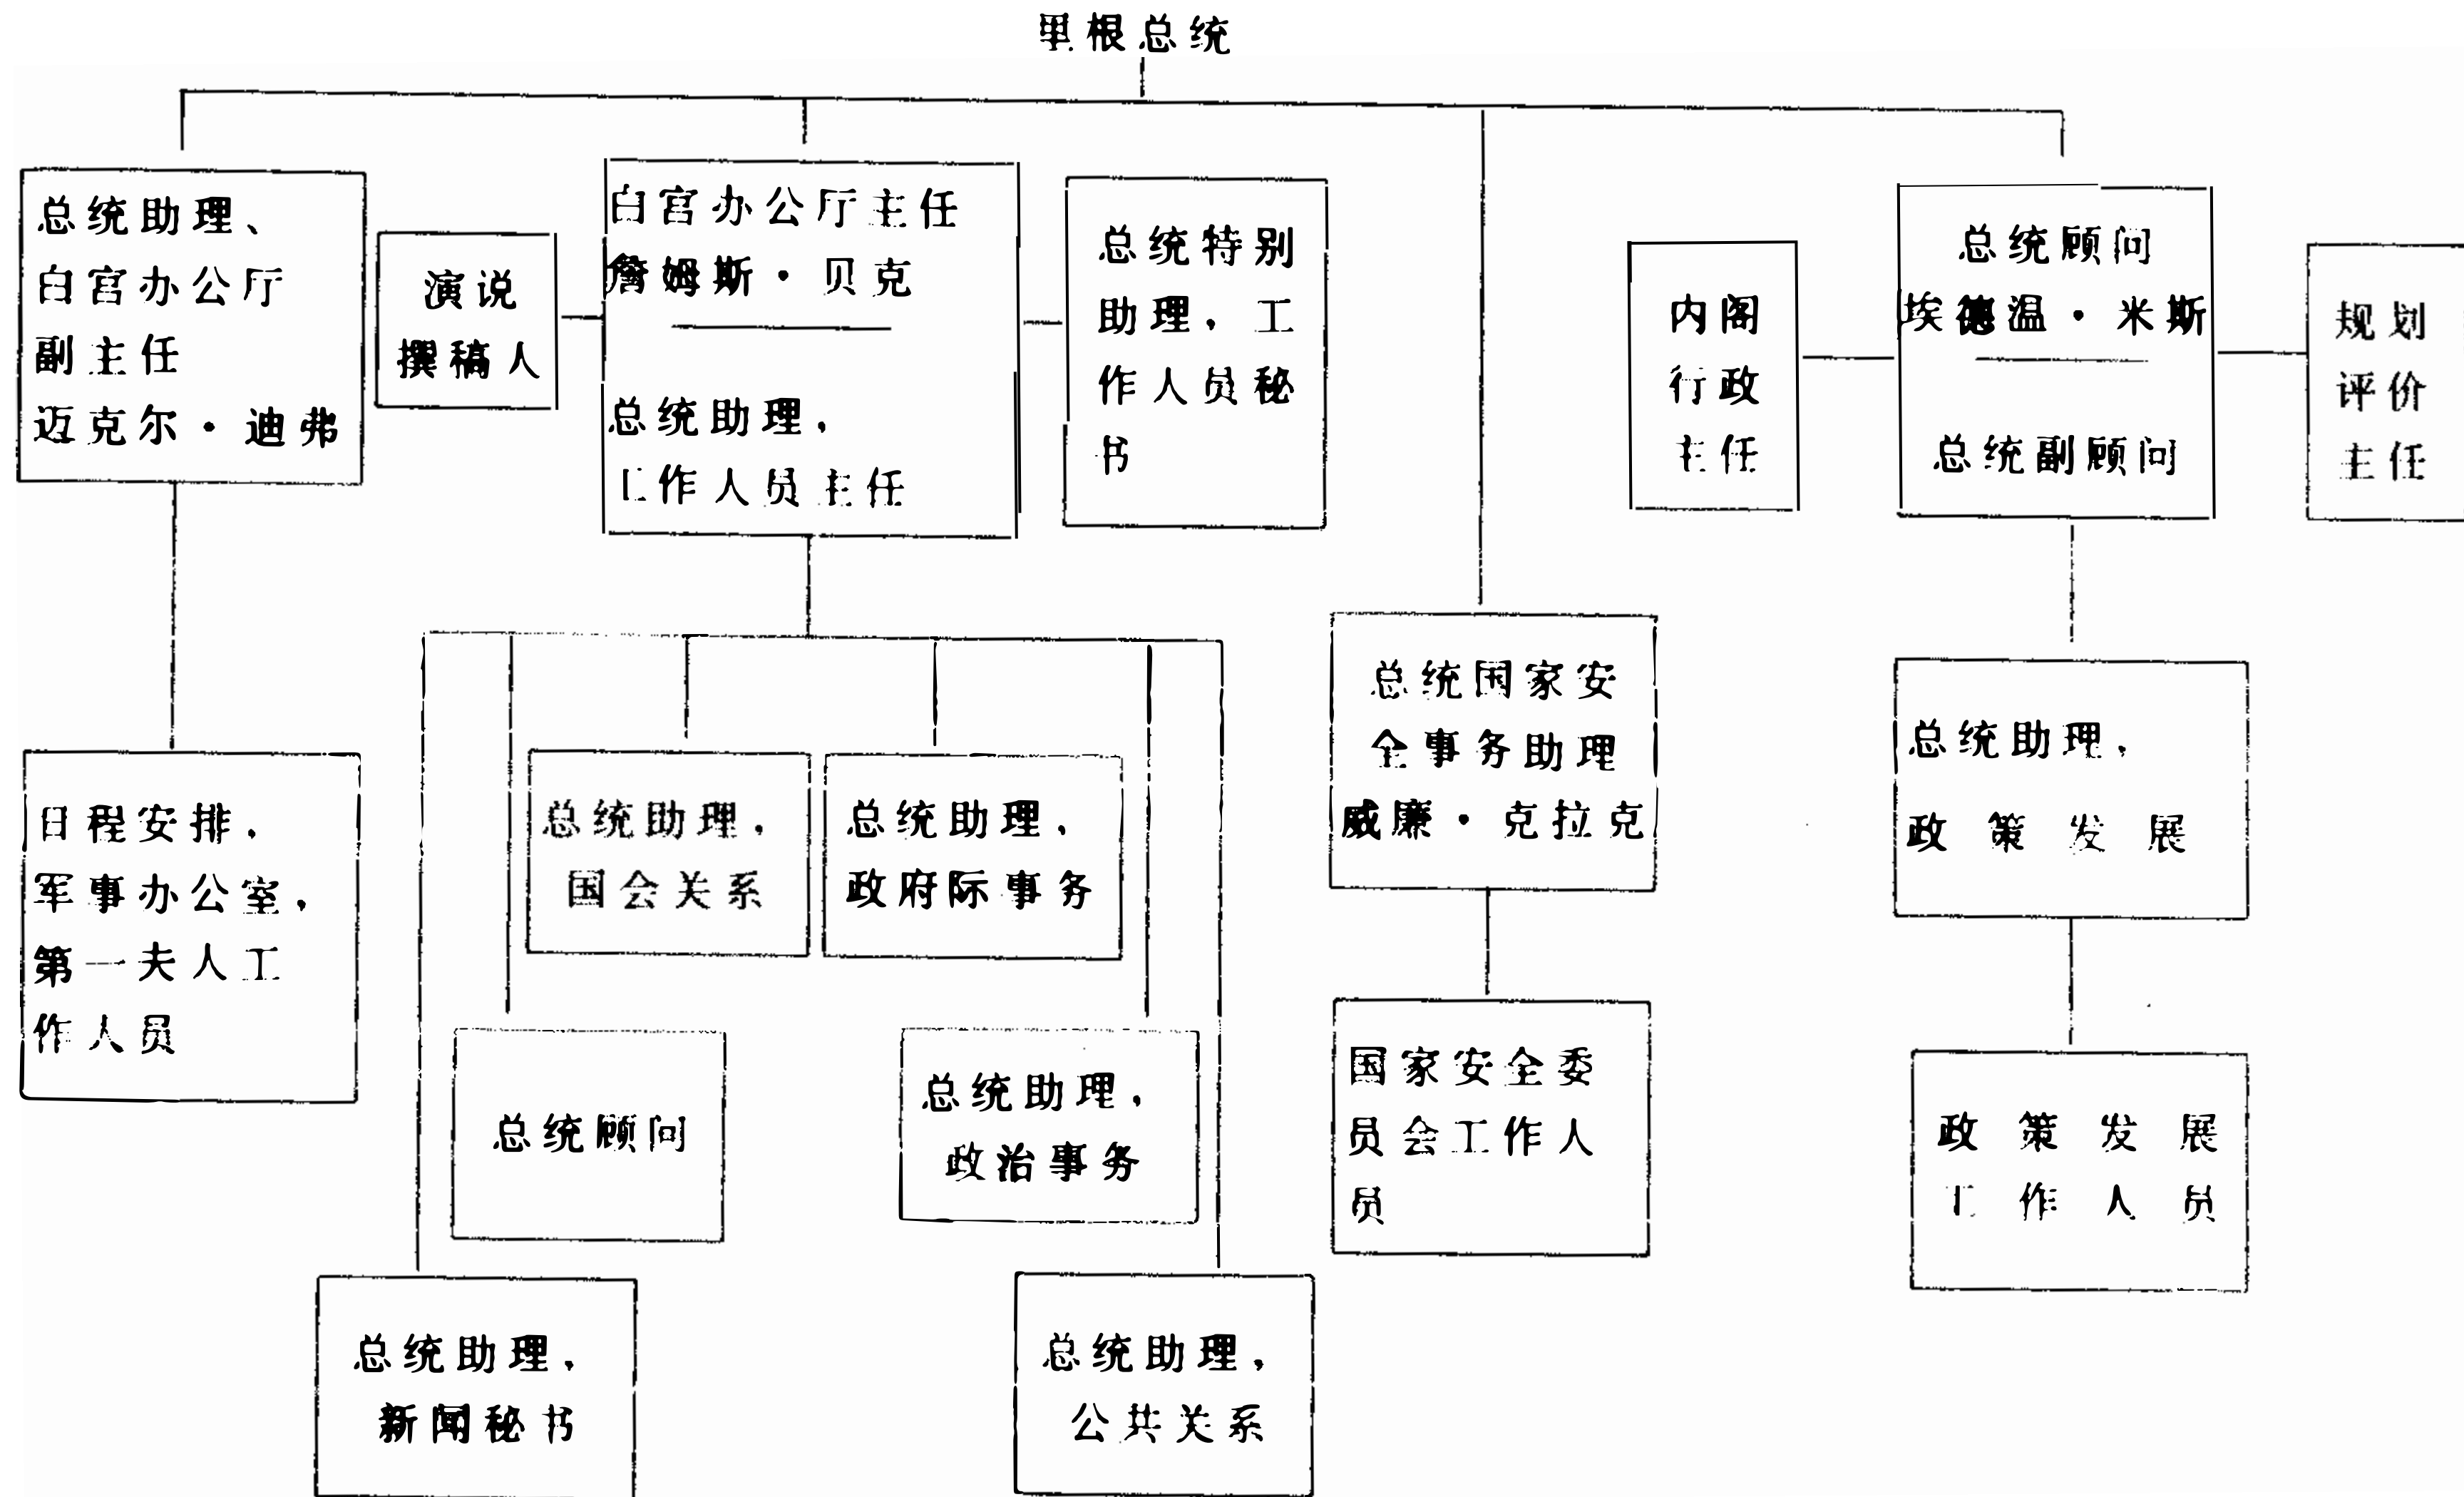 里根总统
总统助理、
白宫办公厅
副主任
迈克尔·迪弗
演说
撰稿人
白宫办公厅主任
詹姆斯·贝克
总统助理,
工作人员主任
总统特别
助理,工
作人员秘
书
内阁
行政
主任
总统顾问
埃德温·米斯
总统副顾问
规划
评价
主任
总统国家安
全事务助理
威廉·克拉克
总统助理,
政策发展
日程安排,
军事办公室,
第一夫人工
作人员
总统助理,
国会关系
总统助理,
政府际事务
总统顾问
总统助理,
政治事务
国家安全委
员会工作人
员
政策发展
工作人员
总统助理,
新闻秘书
总统助理,
公共关系